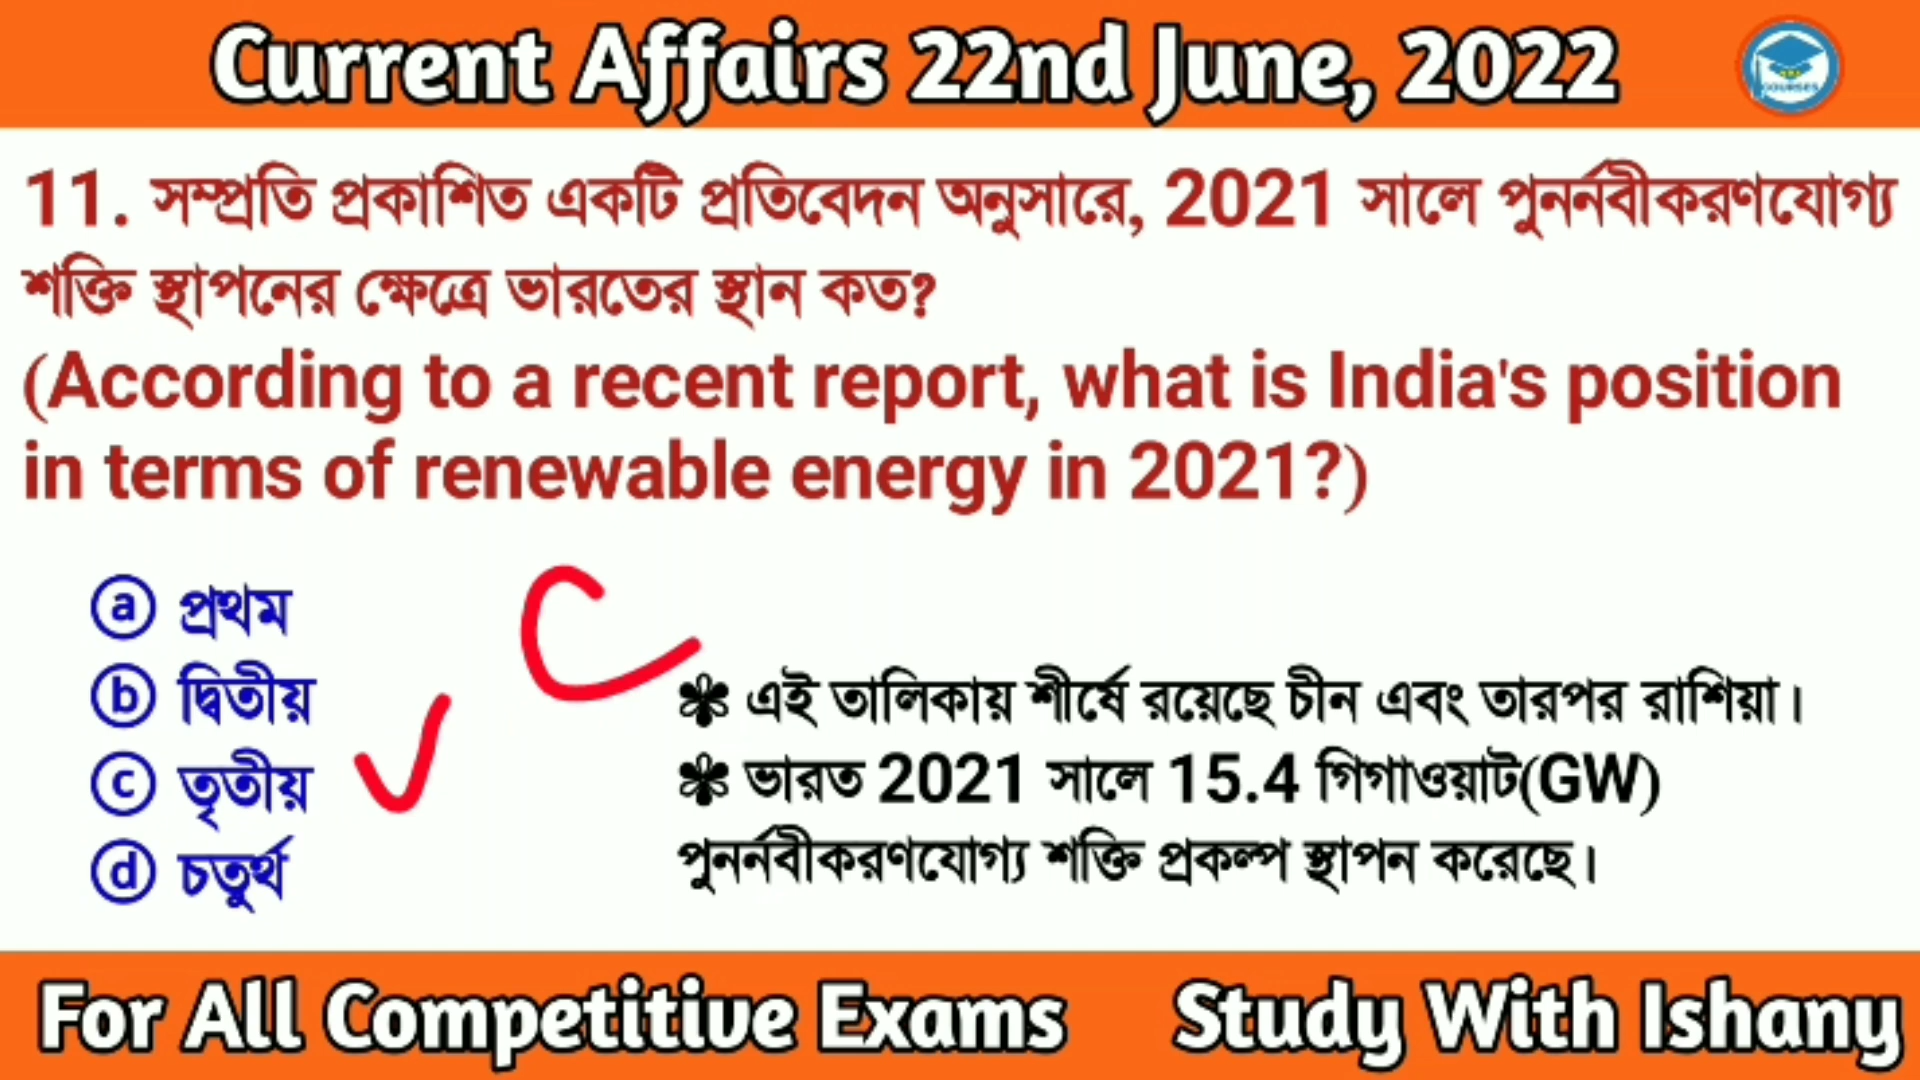 Current Affairs 22nd June, 2022
COURSES
11. সম্প্রতি প্রকাশিত একটি প্রতিবেদন অনুসারে, 2021 সালে পুনর্নবীকরণযোগ্য
শক্তি স্থাপনের ক্ষেত্রে ভারতের স্থান কত?
(According to a recent report, what is India's position
in terms of renewable energy in 2021?)
ⓐ প্রথম
ⓑ দ্বিতীয়
ⓒ তৃতীয়
ⓓ চতুর্থ
C
✾ এই তালিকায় শীর্ষে রয়েছে চীন এবং তারপর রাশিয়া।
✾ ভারত 2021 সালে 15.4 গিগাওয়াট(GW)
পুনর্নবীকরণযোগ্য শক্তি প্রকল্প স্থাপন করেছে।
For All Competitive Exams Study With Ishany